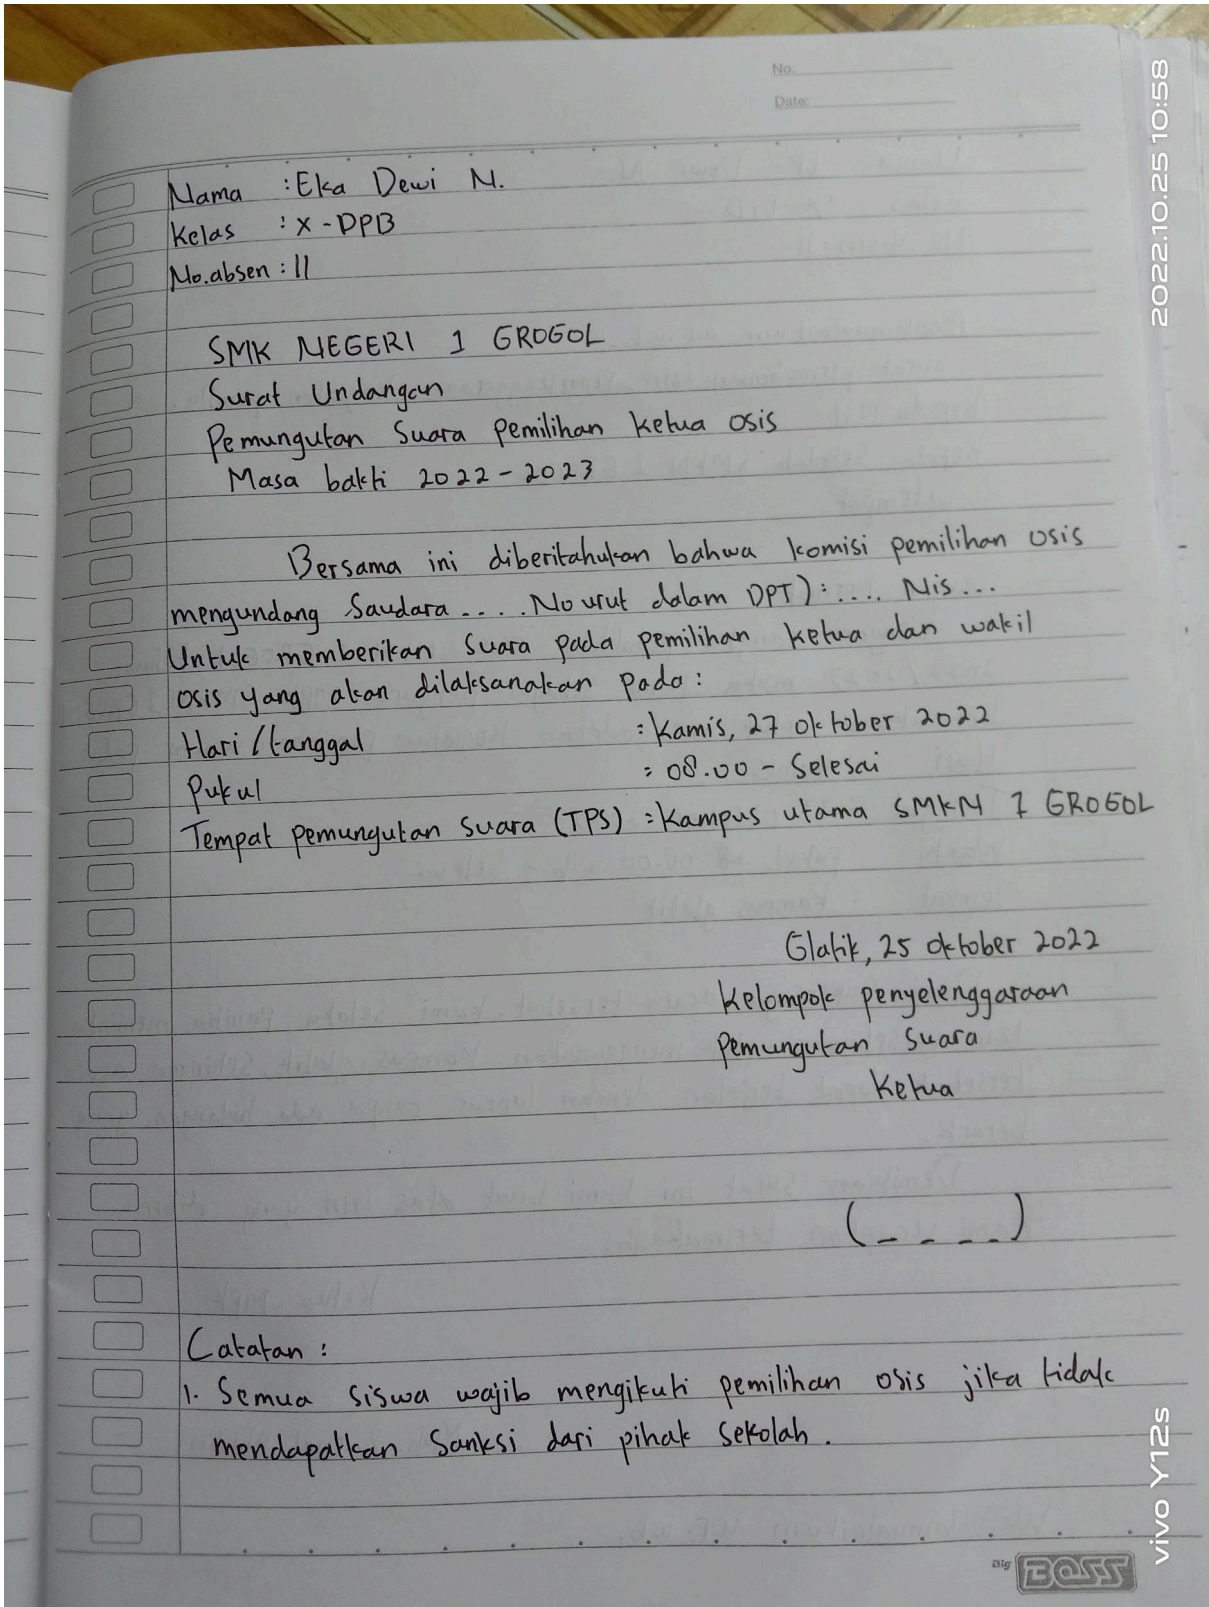 No.
Date:
Nama : Eka Dewi N.
Kelas : X - DPB
No.absen : 11
SMK NEGERI 1 GROGOL
Surat Undangan
Pemungutan Suara pemilihan ketua osis
Masa bakti 2022 - 2023
Bersama ini diberitahukan bahwa komisi pemilihan osis
mengundang Saudara .... No urut dalam DPT) : .... Nis ...
Untuk memberikan suara pada pemilihan ketua dan wakil
osis yang akan dilaksanakan pada :
Hari / tanggal : Kamis, 27 oktober 2022
Pukul : 08.00 - Selesai
Tempat pemungutan suara (TPS) : Kampus utama SMKN 1 GROGOL
Glatik, 25 oktober 2022
Kelompok penyelenggaraan
pemungutan suara
Ketua
(_ _ _ _)
Catatan :
1. Semua siswa wajib mengikuti pemilihan osis jika tidak
mendapatkan Sanksi dari pihak sekolah .
Big BOSS
2022.10.25 10:58
vivo Y12s